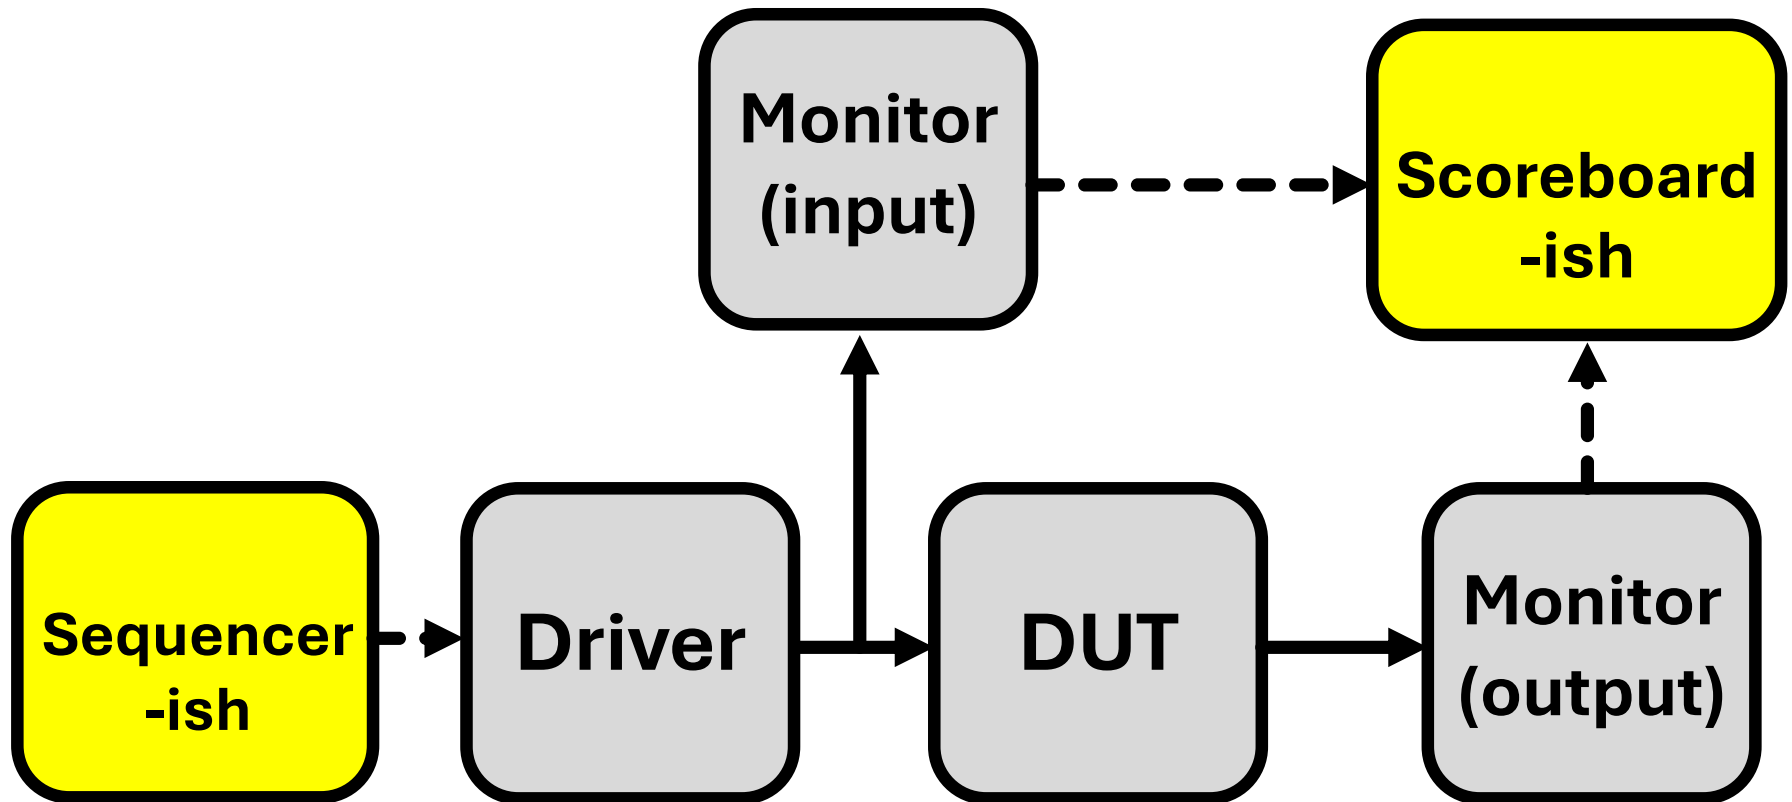 Monitor
(input)
Scoreboard
-ish
Sequencer
-ish
Driver
DUT
Monitor
(output)